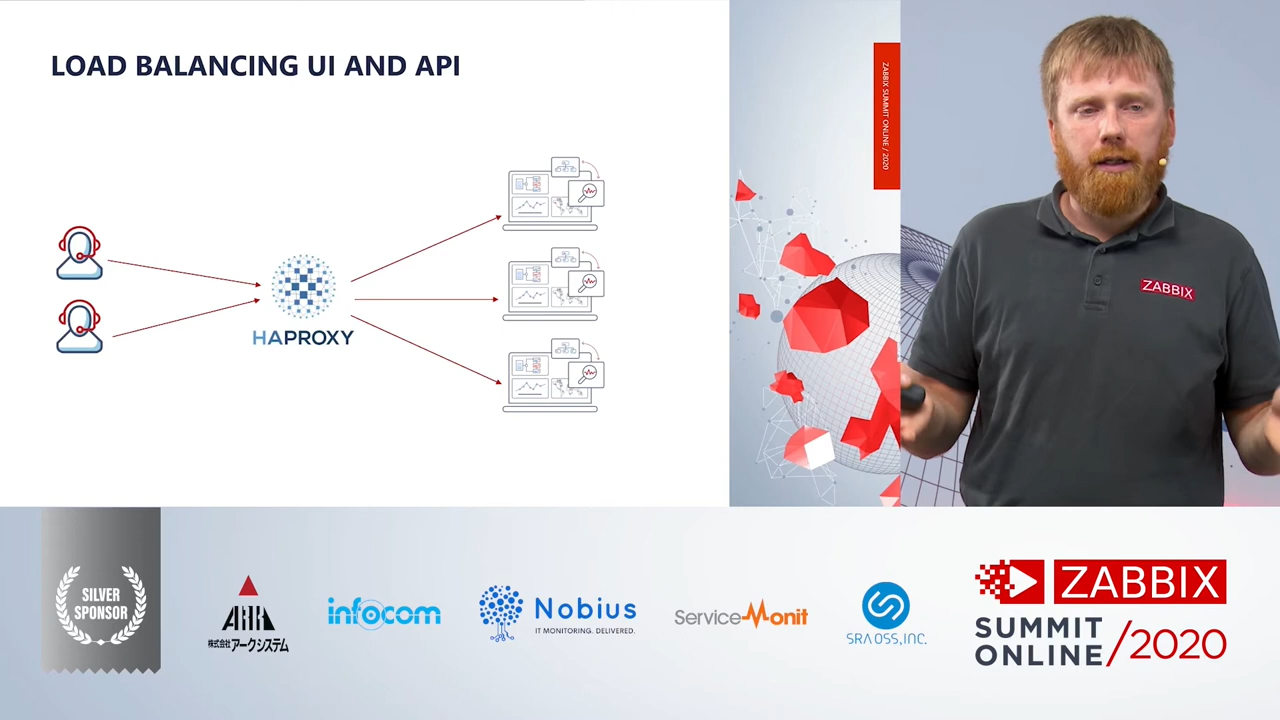 LOAD BALANCING UI AND API
HAPROXY
ZABBIX SUMMIT ONLINE / 2020
ZABBIX
SILVER
SPONSOR
ARK
株式会社アークシステム
infocom
Nobius
IT MONITORING. DELIVERED.
ServiceMonit
SRA OSS, INC.
ZABBIX
SUMMIT
ONLINE/2020